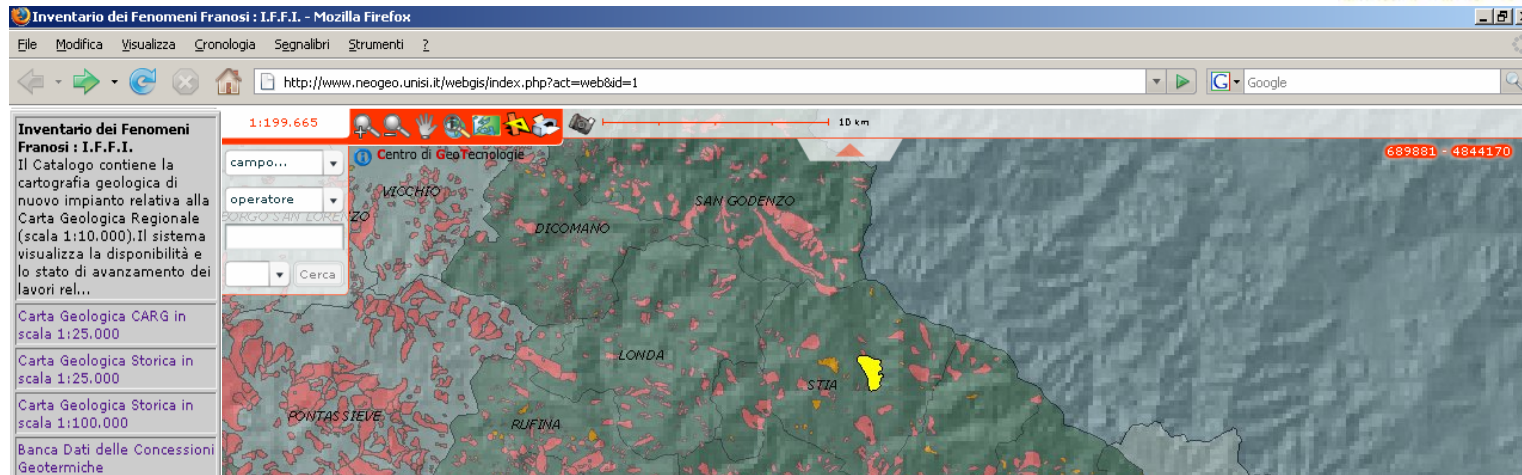 Inventario dei Fenomeni Franosi : I.F.F.I. - Mozilla Firefox
File Modifica Visualizza Cronologia Segnalibri Strumenti ?
http://www.neogeo.unisi.it/webgis/index.php?act=web&id=1
G Google
Inventario dei Fenomeni
Franosi : I.F.F.I.
Il Catalogo contiene la
cartografia geologica di
nuovo impianto relativa alla
Carta Geologica Regionale
(scala 1:10.000).Il sistema
visualizza la disponibilità e
lo stato di avanzamento dei
lavori rel...
Carta Geologica CARG in
scala 1:25.000
Carta Geologica Storica in
scala 1:25.000
Carta Geologica Storica in
scala 1:100.000
Banca Dati delle Concessioni
Geotermiche
1:199.665
10 km
campo...
operatore
Cerca
Centro di GeoTecnologie
689881 - 4844170
VICCHIO
BORGO SAN LORENZO
DICOMANO
SAN GODENZO
LONDA
STIA
PONTASSIEVE
RUFINA